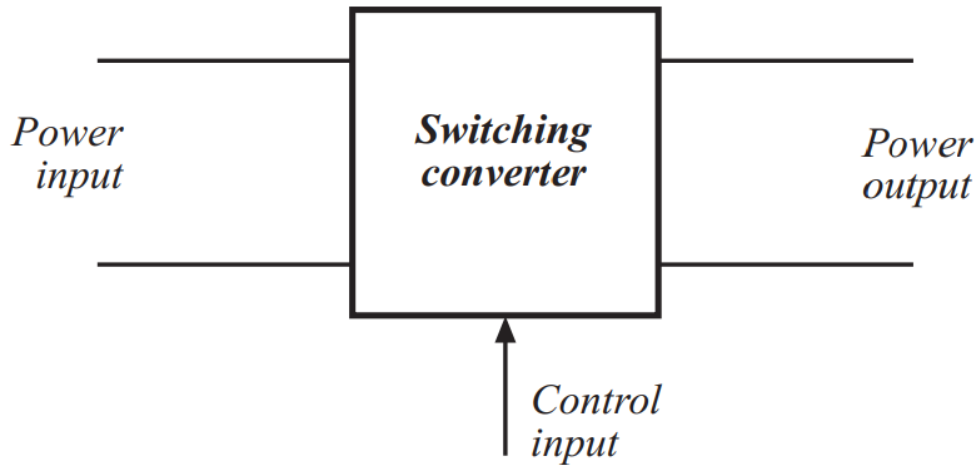 Power
input
Switching
converter
Power
output
Control
input